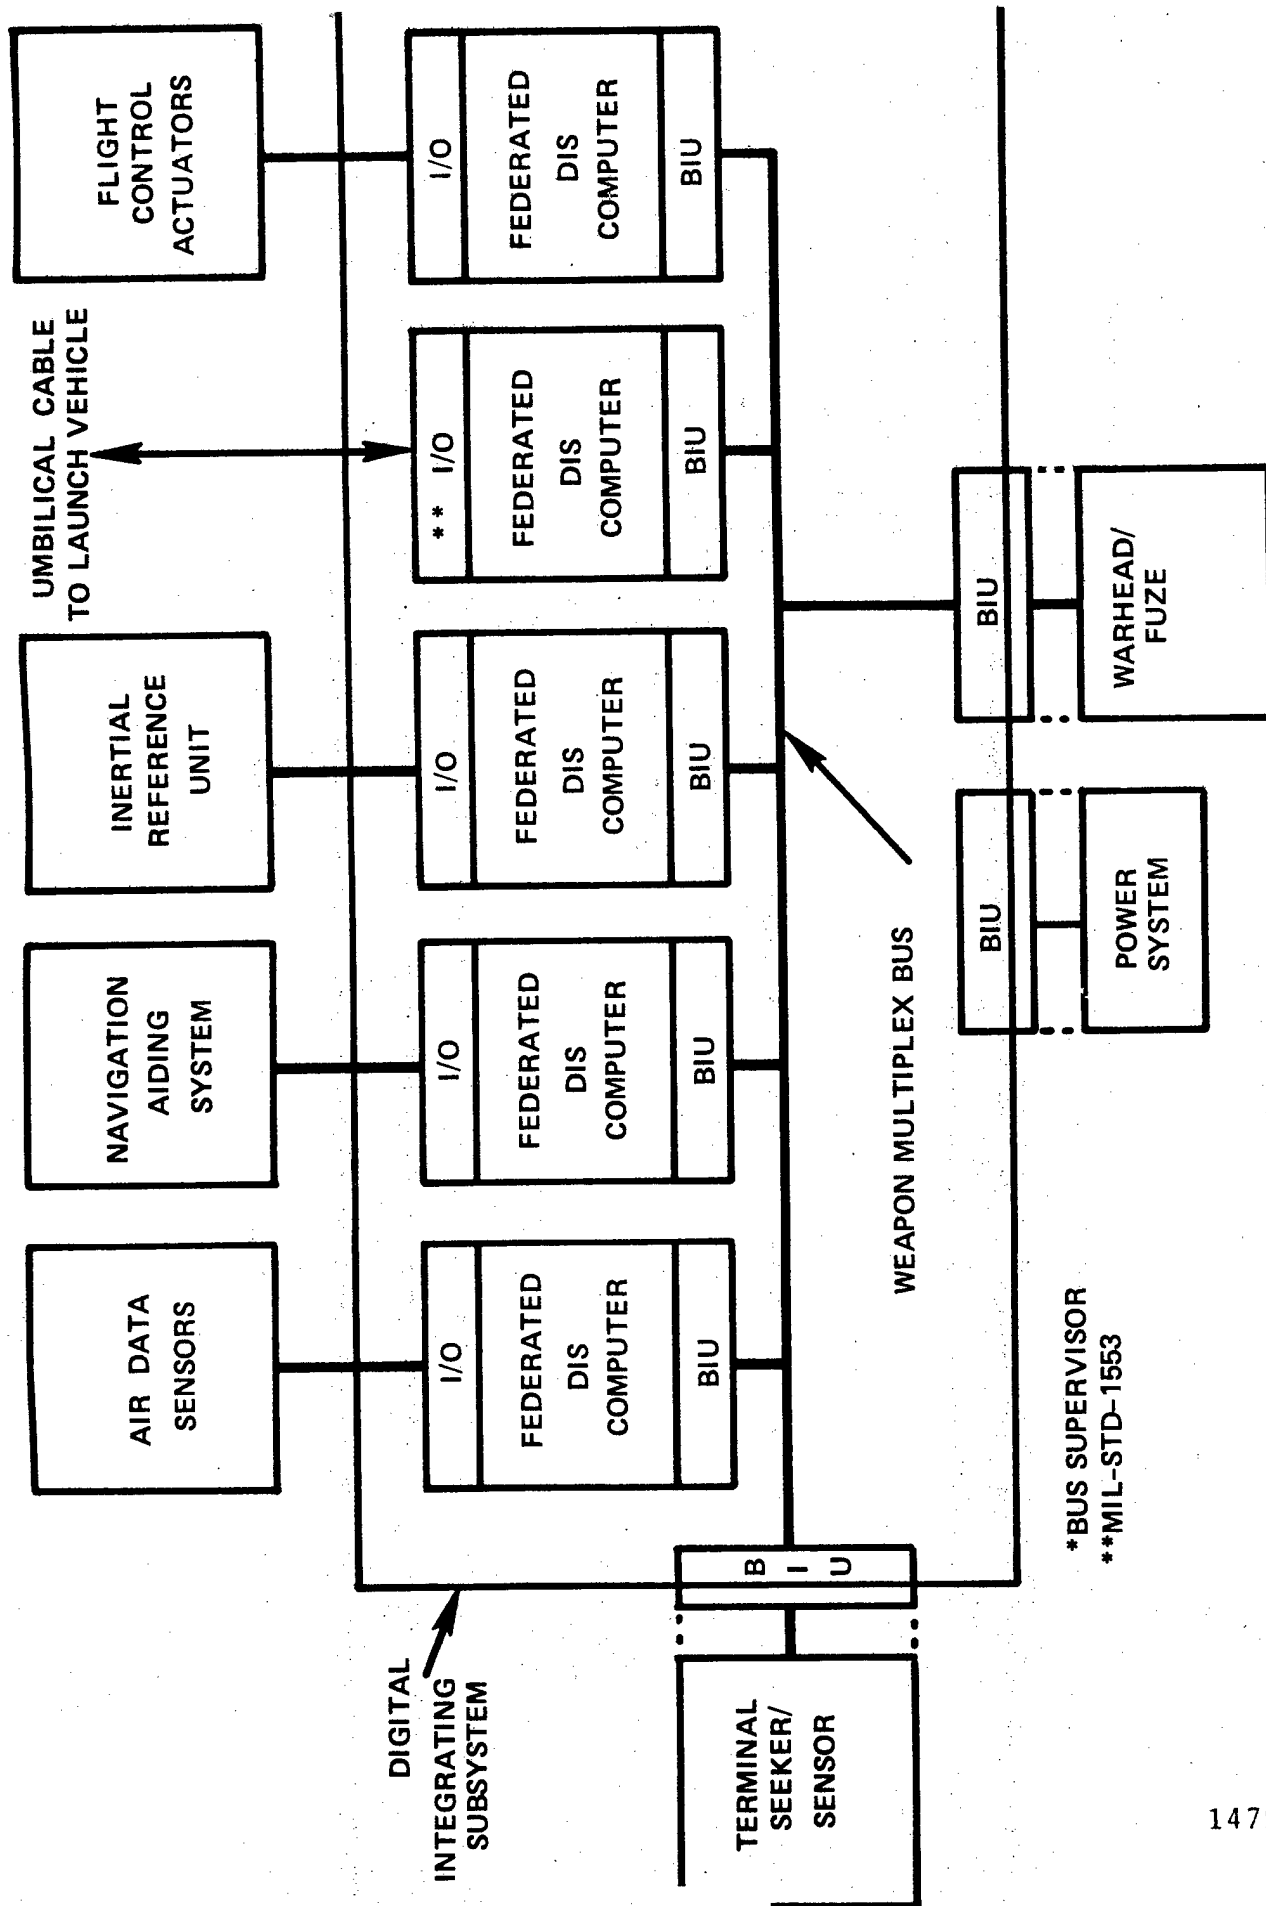 AIR DATA
SENSORS
NAVIGATION
AIDING
SYSTEM
INERTIAL
REFERENCE
UNIT
UMBILICAL CABLE
TO LAUNCH VEHICLE
FLIGHT
CONTROL
ACTUATORS
DIGITAL
INTEGRATING
SUBSYSTEM
I/O
FEDERATED
DIS
COMPUTER
BIU
I/O
FEDERATED
DIS
COMPUTER
BIU
I/O
FEDERATED
DIS
COMPUTER
BIU
** I/O
FEDERATED
DIS
COMPUTER
BIU
I/O
FEDERATED
DIS
COMPUTER
BIU
TERMINAL
SEEKER/
SENSOR
B
I
U
WEAPON MULTIPLEX BUS
BIU
POWER
SYSTEM
BIU
WARHEAD/
FUZE
*BUS SUPERVISOR
**MIL-STD-1553
147